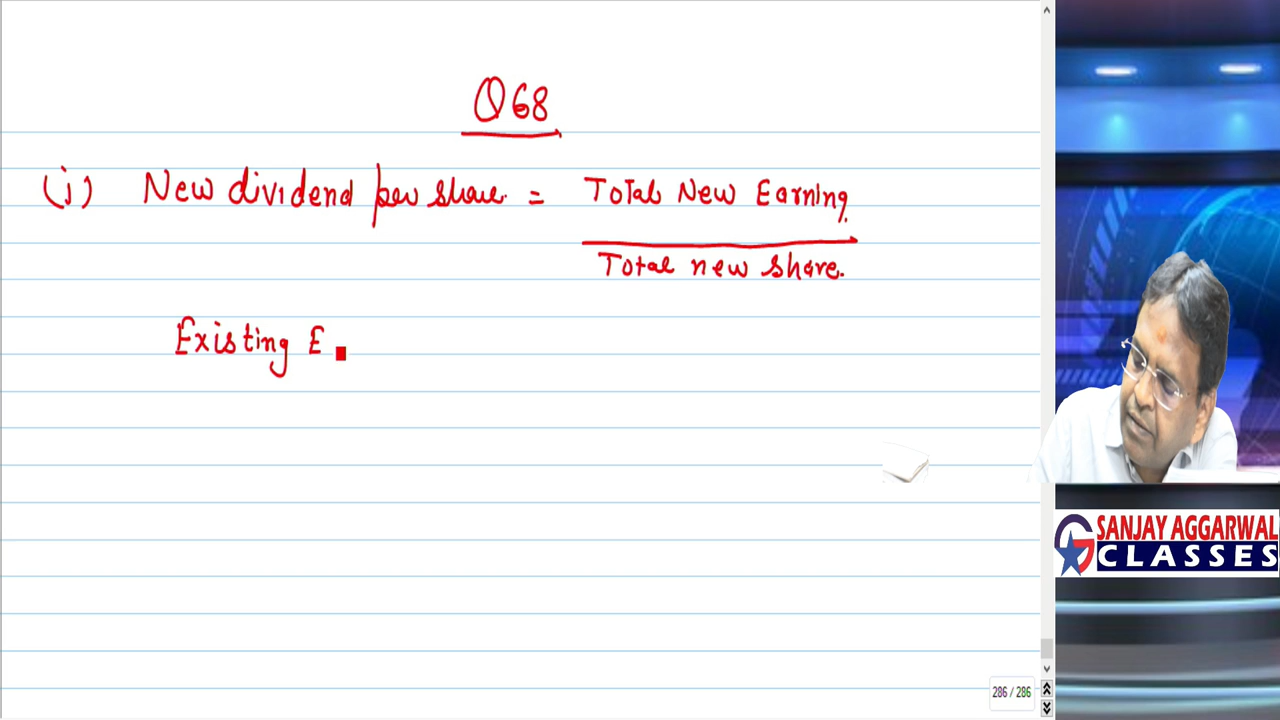 Q68
(i) New dividend per share = Total New Earning
Total new share.
Existing E
SANJAY AGGARWAL
CLASSES
286 / 286